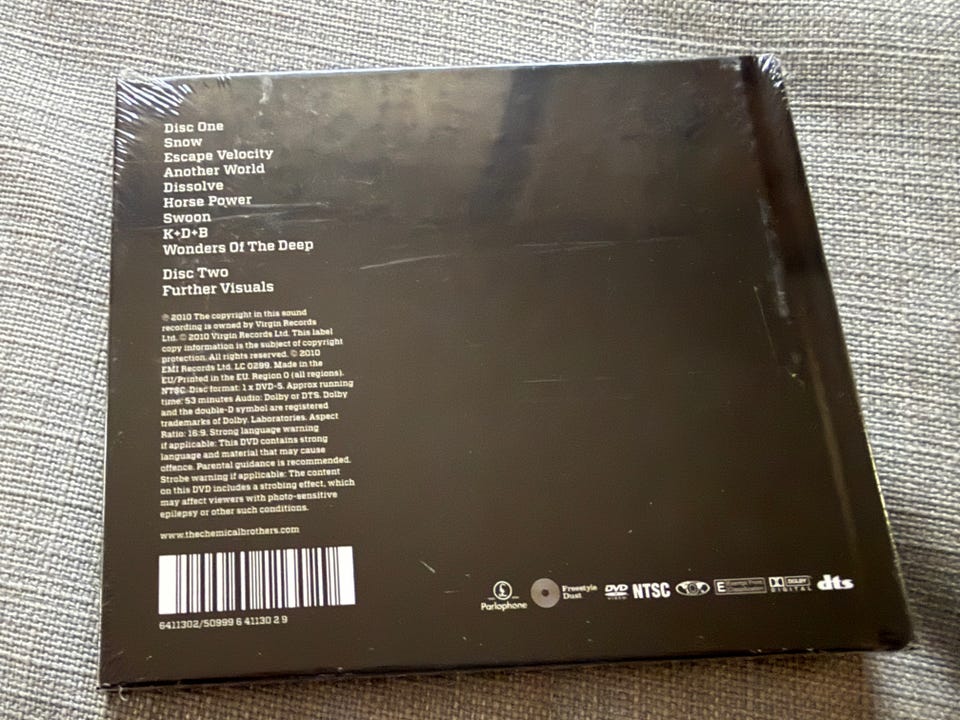 Disc One
Snow
Escape Velocity
Another World
Dissolve
Horse Power
Swoon
K+D+B
Wonders Of The Deep
Disc Two
Further Visuals
℗ 2010 The copyright in this sound
recording is owned by Virgin Records
Ltd. © 2010 Virgin Records Ltd. This label
copy information is the subject of copyright
protection. All rights reserved. © 2010
EMI Records Ltd. LC 0299. Made in the
EU/Printed in the EU. Region 0 (all regions).
NTSC Disc format: 1 x DVD-5. Approx running
time: 53 minutes Audio: Dolby or DTS. Dolby
and the double-D symbol are registered
trademarks of Dolby. Laboratories. Aspect
Ratio: 16:9. Strong language warning
if applicable: This DVD contains strong
language and material that may cause
offence. Parental guidance is recommended.
Strobe warning if applicable: The content
on this DVD includes a strobing effect, which
may affect viewers with photo-sensitive
epilepsy or other such conditions.
www.thechemicalbrothers.com
6411302/50999 6 41130 2 9
£
Parlophone
Freestyle
Dust
DVD
VIDEO
NTSC
E Exempt from
Classification
DOLBY
DIGITAL
dts